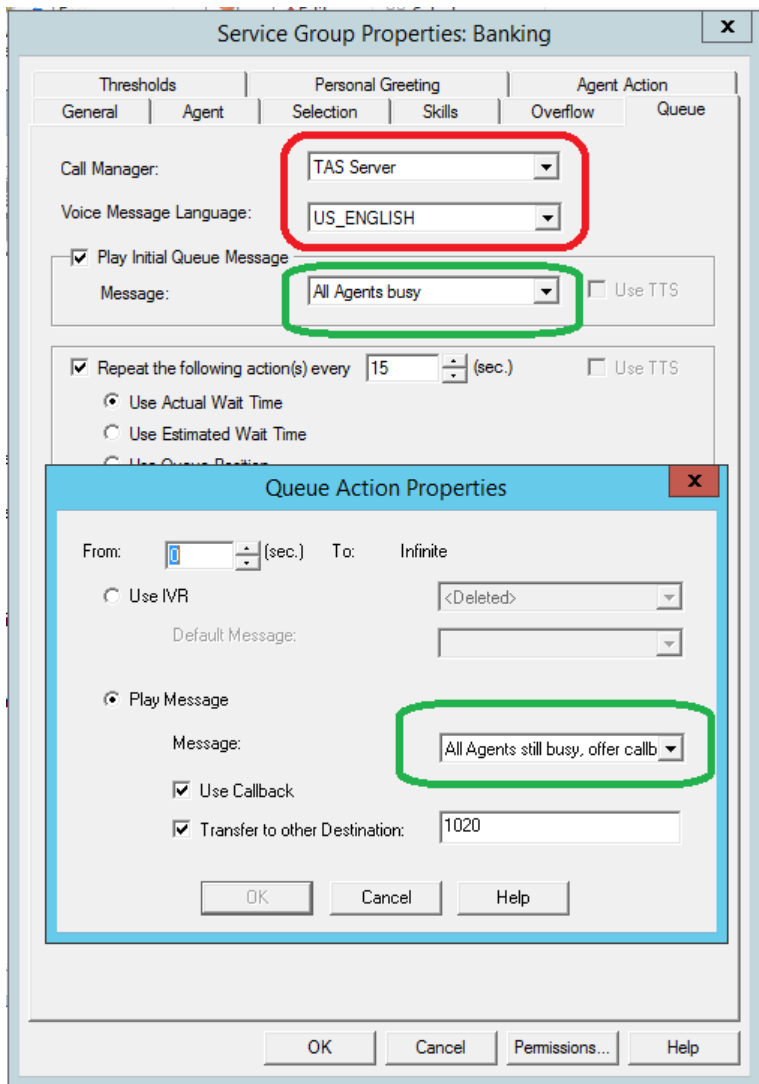 Service Group Properties: Banking
x
Thresholds Personal Greeting Agent Action
General Agent Selection Skills Overflow Queue
Call Manager: TAS Server
Voice Message Language: US_ENGLISH
Play Initial Queue Message
Message: All Agents busy Use TTS
Repeat the following action(s) every 15 (sec.) Use TTS
Use Actual Wait Time
Use Estimated Wait Time
Use Queue Position
Queue Action Properties
x
From: 0 (sec.) To: Infinite
Use IVR <Deleted>
Default Message:
Play Message
Message: All Agents still busy, offer callb
Use Callback
Transfer to other Destination: 1020
OK Cancel Help
OK Cancel Permissions... Help